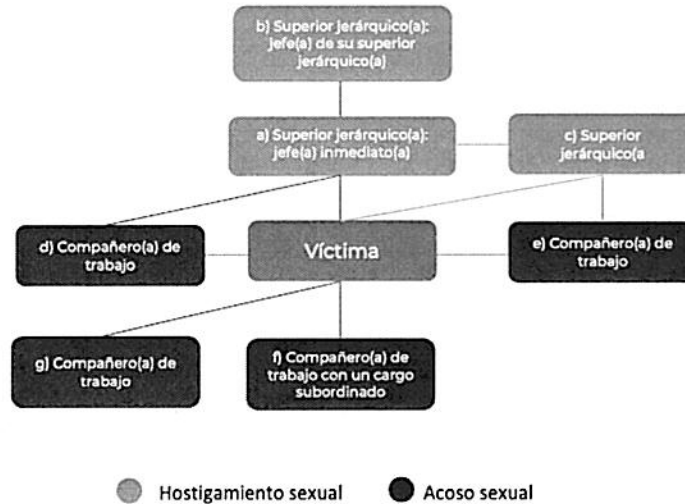 b) Superior jerárquico(a):
jefe(a) de su superior
jerárquico(a)
a) Superior jerárquico(a):
jefe(a) inmediato(a)
c) Superior
jerárquico(a
d) Compañero(a) de
trabajo
Víctima
e) Compañero(a) de
trabajo
g) Compañero(a) de
trabajo
f) Compañero(a) de
trabajo con un cargo
subordinado
Hostigamiento sexual
Acoso sexual